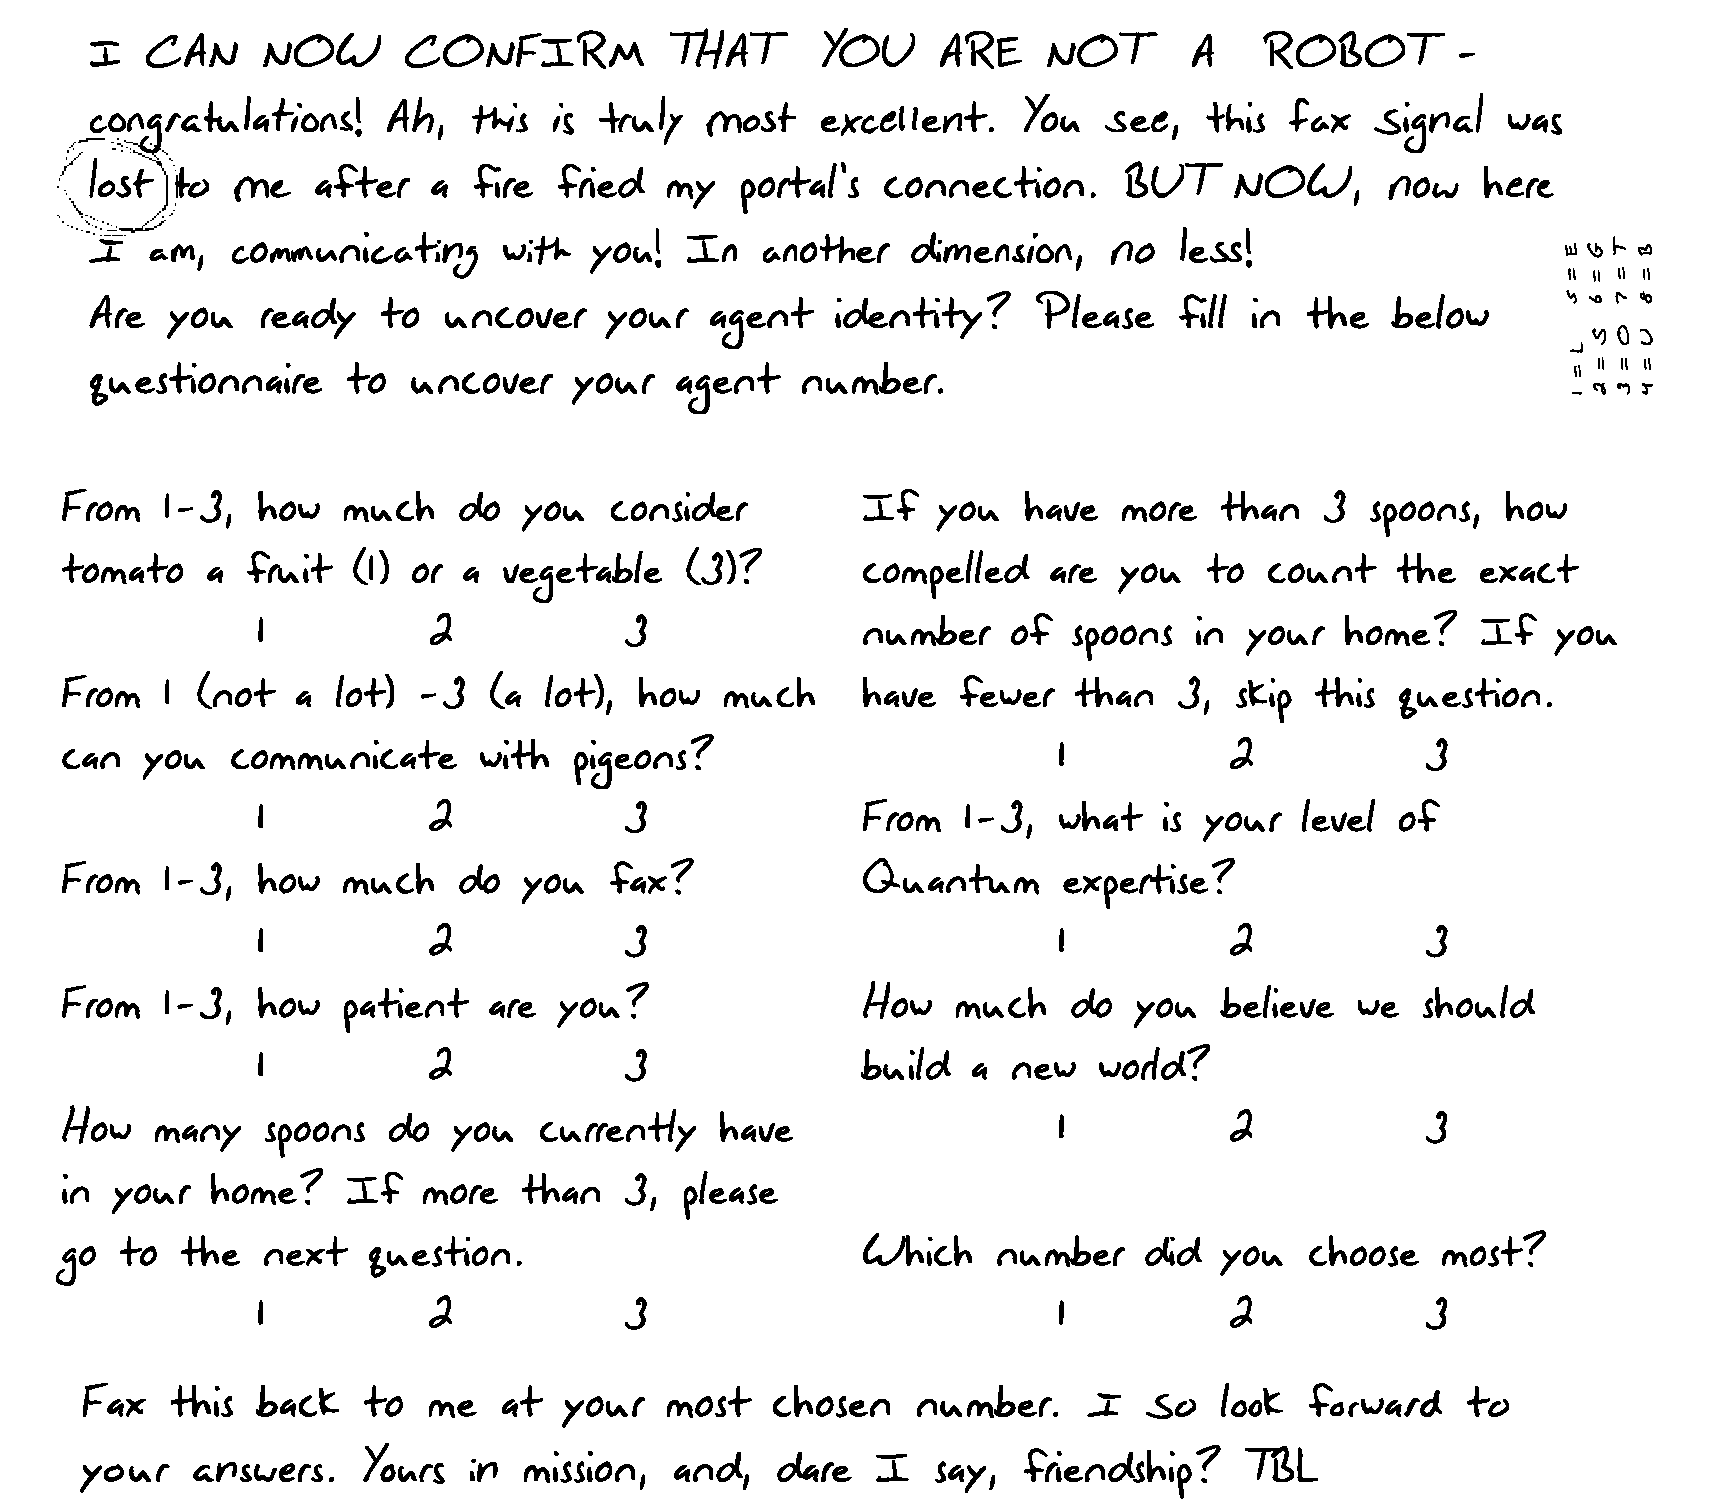 I CAN NOW CONFIRM THAT YOU ARE NOT A ROBOT -
congratulations! Ah, this is truly most excellent. You see, this fax signal was
lost to me after a fire fried my portal's connection. BUT NOW, now here
I am, communicating with you! In another dimension, no less!
Are you ready to uncover your agent identity? Please fill in the below
questionnaire to uncover your agent number.
1 = L 5 = E
2 = S 6 = G
3 = O 7 = T
4 = U 8 = B
From 1-3, how much do you consider
tomato a fruit (1) or a vegetable (3)?
1 2 3
From 1 (not a lot) -3 (a lot), how much
can you communicate with pigeons?
1 2 3
From 1-3, how much do you fax?
1 2 3
From 1-3, how patient are you?
1 2 3
How many spoons do you currently have
in your home? If more than 3, please
go to the next question.
1 2 3
If you have more than 3 spoons, how
compelled are you to count the exact
number of spoons in your home? If you
have fewer than 3, skip this question.
1 2 3
From 1-3, what is your level of
Quantum expertise?
1 2 3
How much do you believe we should
build a new world?
1 2 3
Which number did you choose most?
1 2 3
Fax this back to me at your most chosen number. I so look forward to
your answers. Yours in mission, and, dare I say, friendship? TBL